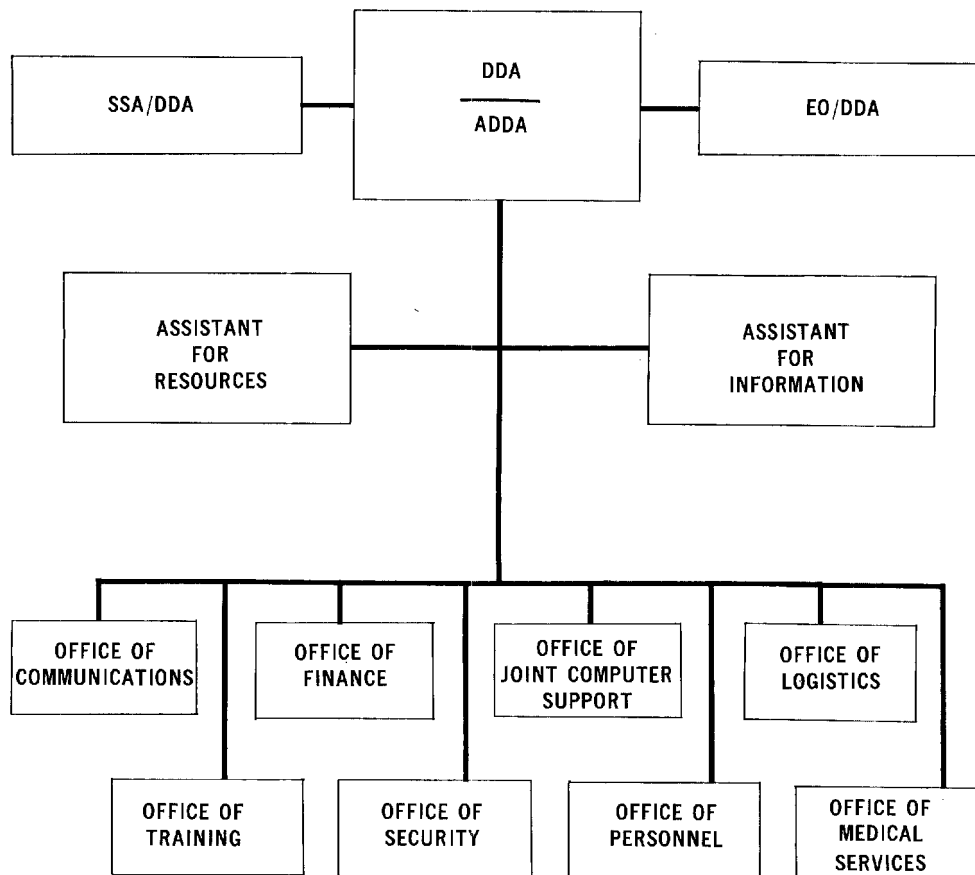 DDA
SSA/DDA
EO/DDA
ADDA
ASSISTANT
FOR
RESOURCES
ASSISTANT
FOR
INFORMATION
OFFICE OF
COMMUNICATIONS
OFFICE OF
FINANCE
OFFICE OF
JOINT COMPUTER
SUPPORT
OFFICE OF
LOGISTICS
OFFICE OF
TRAINING
OFFICE OF
SECURITY
OFFICE OF
PERSONNEL
OFFICE OF
MEDICAL
SERVICES